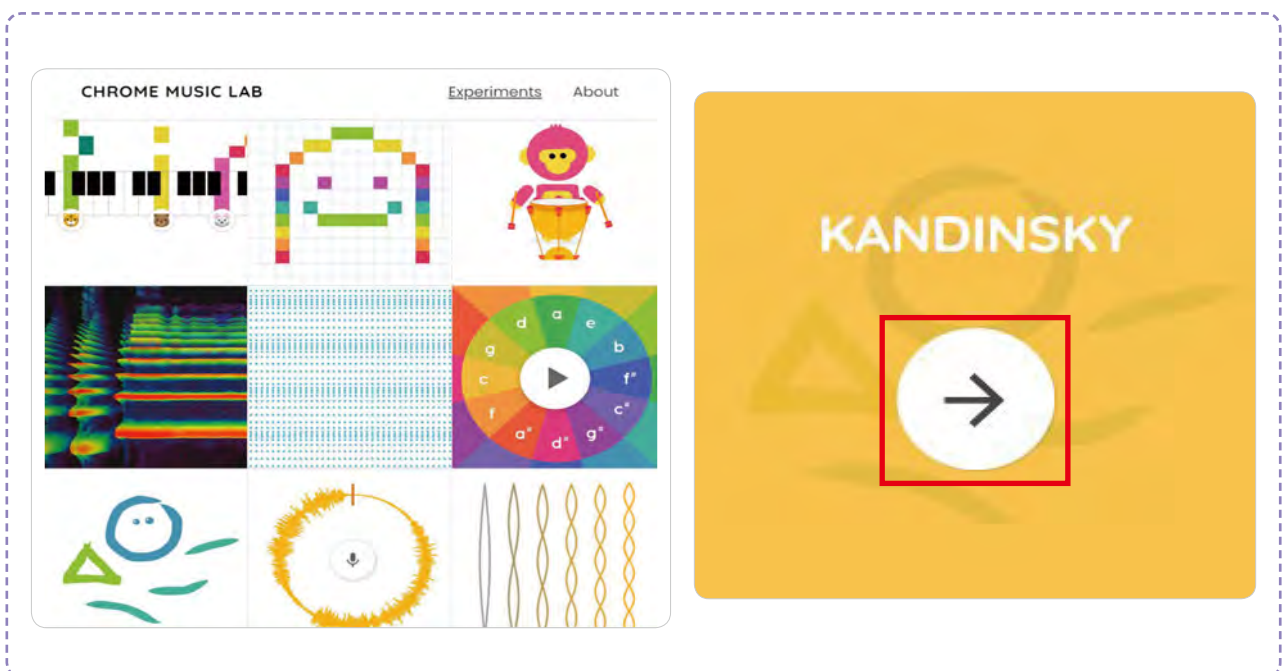 CHROME MUSIC LAB
Experiments About
a
e
b
f#
c#
g#
d#
a#
f
c
g
d
KANDINSKY